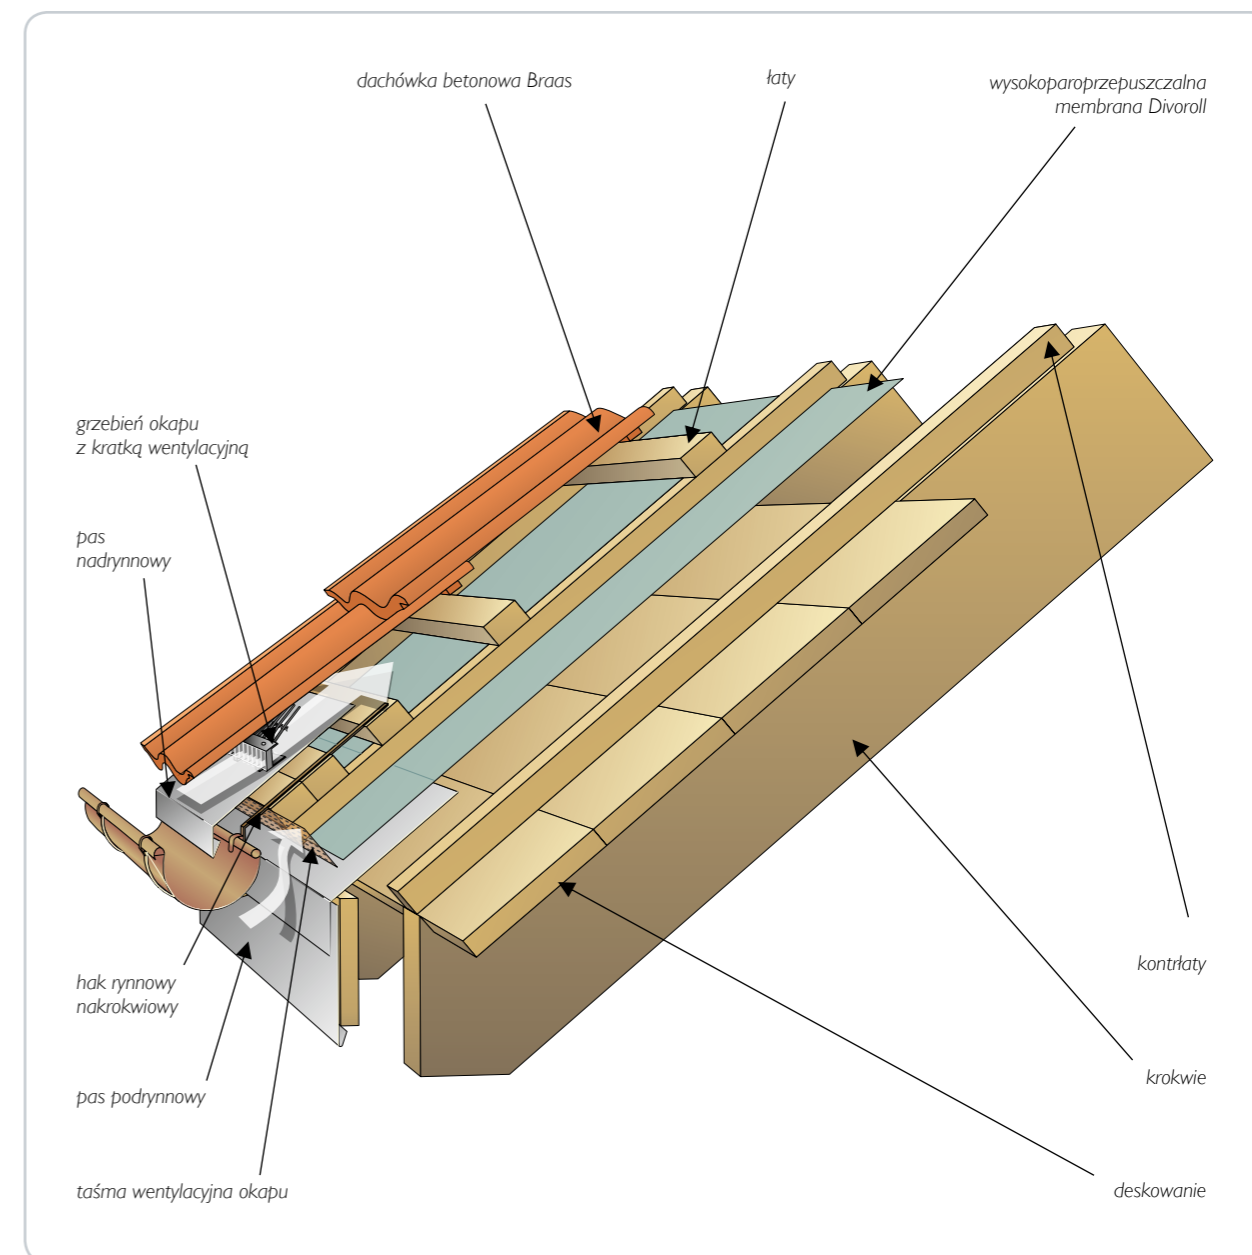 dachówka betonowa Braas
łaty
wysokoparoprzepuszczalna
membrana Divoroll
grzebień okapu
z kratką wentylacyjną
pas
nadrynnowy
hak rynnowy
nakrokwiowy
pas podrynnowy
taśma wentylacyjna okapu
kontrłaty
krokwie
deskowanie